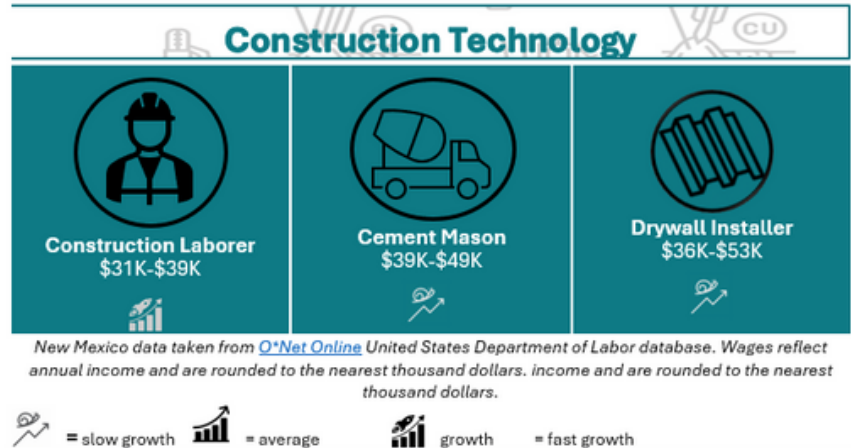 CU
Construction Technology
Construction Laborer
$31K-$39K
Cement Mason
$39K-$49K
Drywall Installer
$36K-$53K
New Mexico data taken from O*Net Online United States Department of Labor database. Wages reflect
annual income and are rounded to the nearest thousand dollars. income and are rounded to the nearest
thousand dollars.
= slow growth = average growth = fast growth